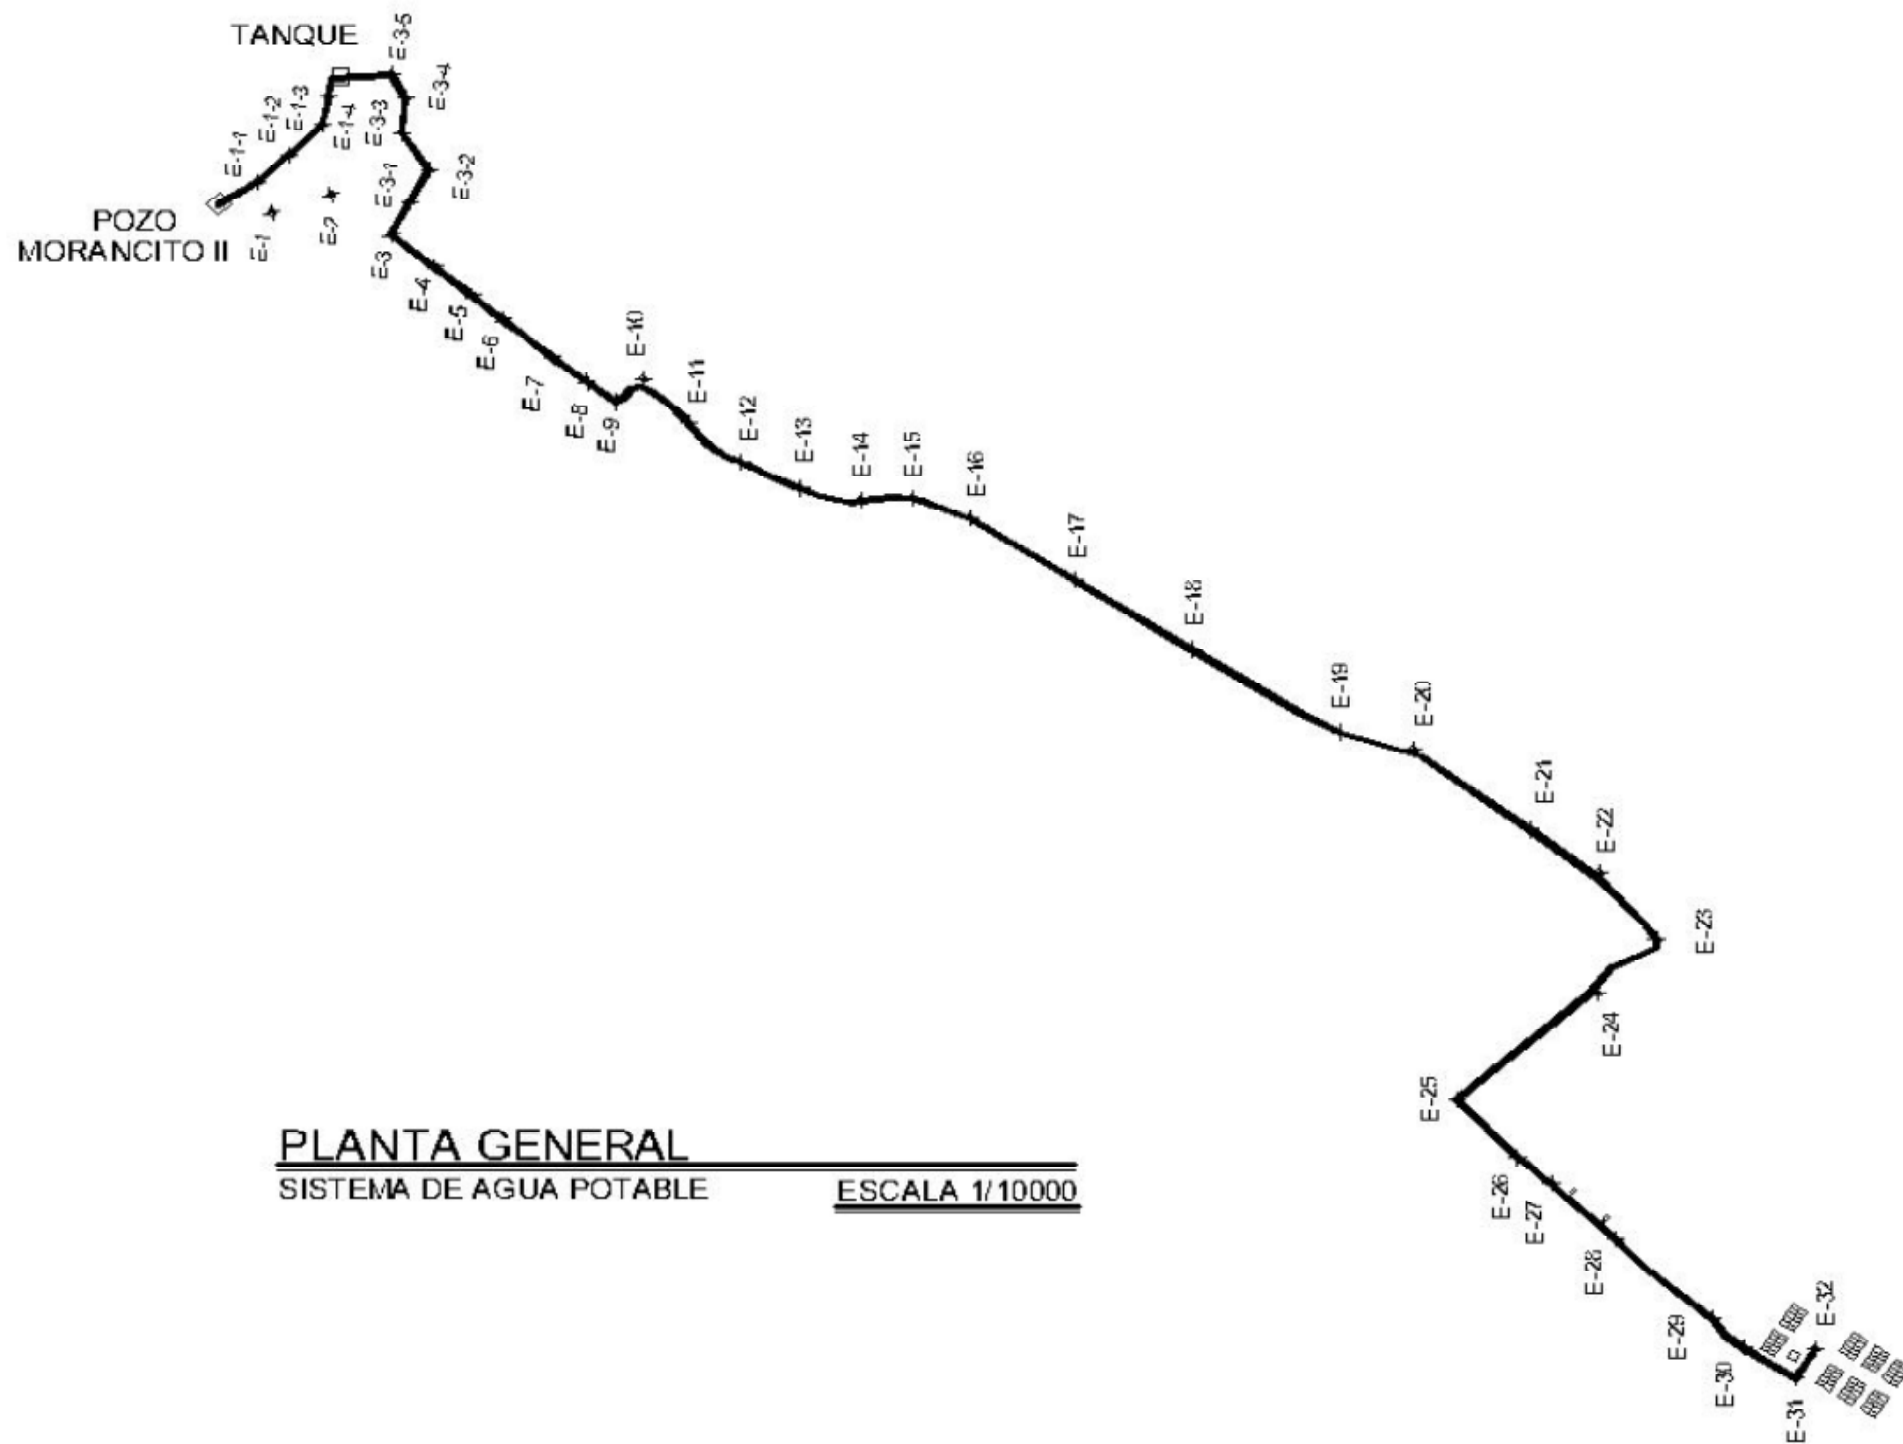 TANQUE
E-3-5
E-3-4
E-1-3
E-1-2
E-1-4
E-3-3
E-1-1
E-3-1
E-3-2
POZO
MORANCITO II
E-1
E-2
E-3
E-4
E-5
E-6
E-7
E-8
E-9
E-10
E-11
E-12
E-13
E-14
E-15
E-16
E-17
E-18
E-19
E-20
E-21
E-22
E-23
E-24
E-25
E-26
E-27
E-28
E-29
E-30
E-31
E-32
PLANTA GENERAL
SISTEMA DE AGUA POTABLE
ESCALA 1/10000